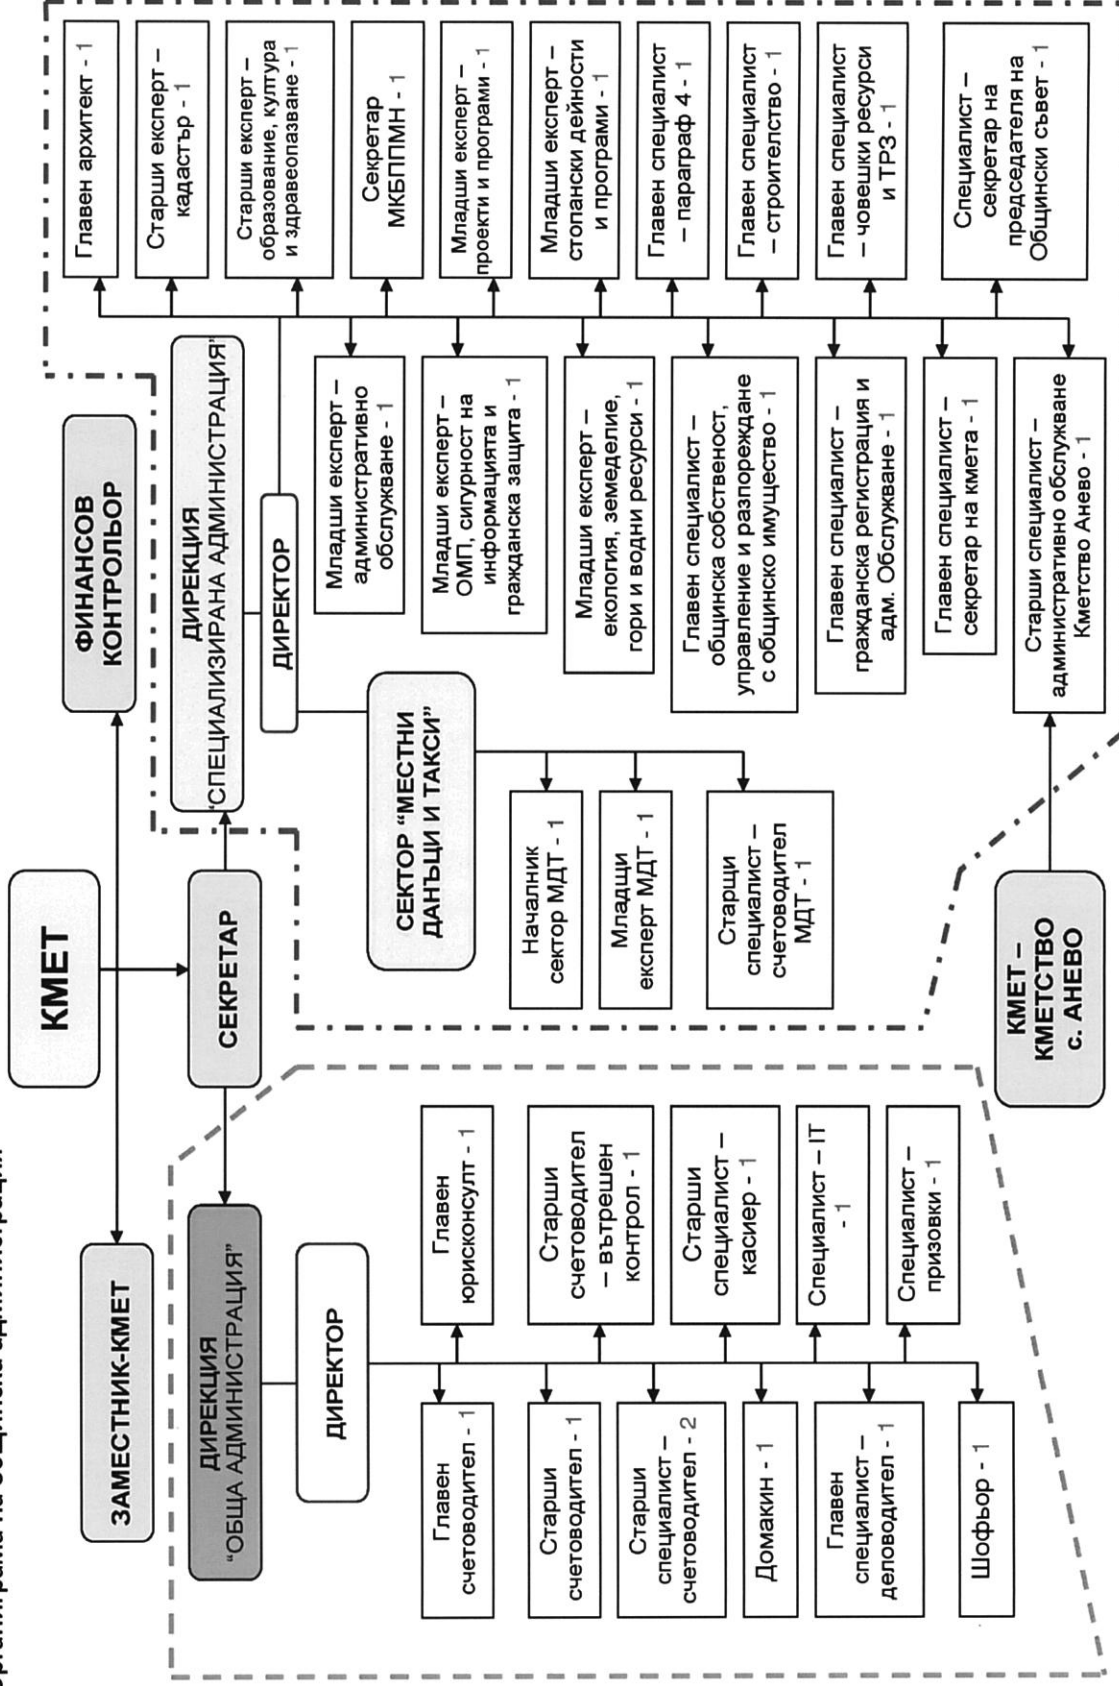 Органиграма на общинска администрация
КМЕТ
ЗАМЕСТНИК-КМЕТ
ФИНАНСОВ
КОНТРОЛЬОР
СЕКРЕТАР
ДИРЕКЦИЯ
“ОБЩА АДМИНИСТРАЦИЯ”
ДИРЕКТОР
Главен
счетоводител - 1
Старши
счетоводител - 1
Старши
специалист –
счетоводител - 2
Домакин - 1
Главен
специалист –
деловодител - 1
Шофьор - 1
Главен
юрисконсулт - 1
Старши
счетоводител
– вътрешен
контрол - 1
Старши
специалист –
касиер - 1
Специалист – IT
- 1
Специалист –
призовки - 1
ДИРЕКЦИЯ
“СПЕЦИАЛИЗИРАНА АДМИНИСТРАЦИЯ”
ДИРЕКТОР
СЕКТОР “МЕСТНИ
ДАНЪЦИ И ТАКСИ”
Началник
сектор МДТ - 1
Младщи
експерт МДТ - 1
Старщи
специалист –
счетоводител
МДТ - 1
Младши експерт –
административно
обслужване - 1
Младши експерт –
ОМП, сигурност на
информацията и
гражданска защита - 1
Младши експерт –
екология, земеделие,
гори и водни ресурси - 1
Главен специалист –
общинска собственост,
управление и разпореждане
с общинско имущество - 1
Главен специалист –
гражданска регистрация и
адм. Обслужване - 1
Главен специалист –
секретар на кмета - 1
Старши специалист –
административно обслужване
Кметство Анево - 1
Главен архитект - 1
Старши експерт –
кадастър - 1
Старши експерт –
образование, култура
и здравеопазване - 1
Секретар
МКБППМН - 1
Младши експерт –
проекти и програми - 1
Младши експерт –
стопански дейности
и програми - 1
Главен специалист
– параграф 4 - 1
Главен специалист
– строителство - 1
Главен специалист
– човешки ресурси
и ТРЗ - 1
Специалист –
секретар на
председателя на
Общински съвет - 1
КМЕТ –
КМЕТСТВО
с. АНЕВО